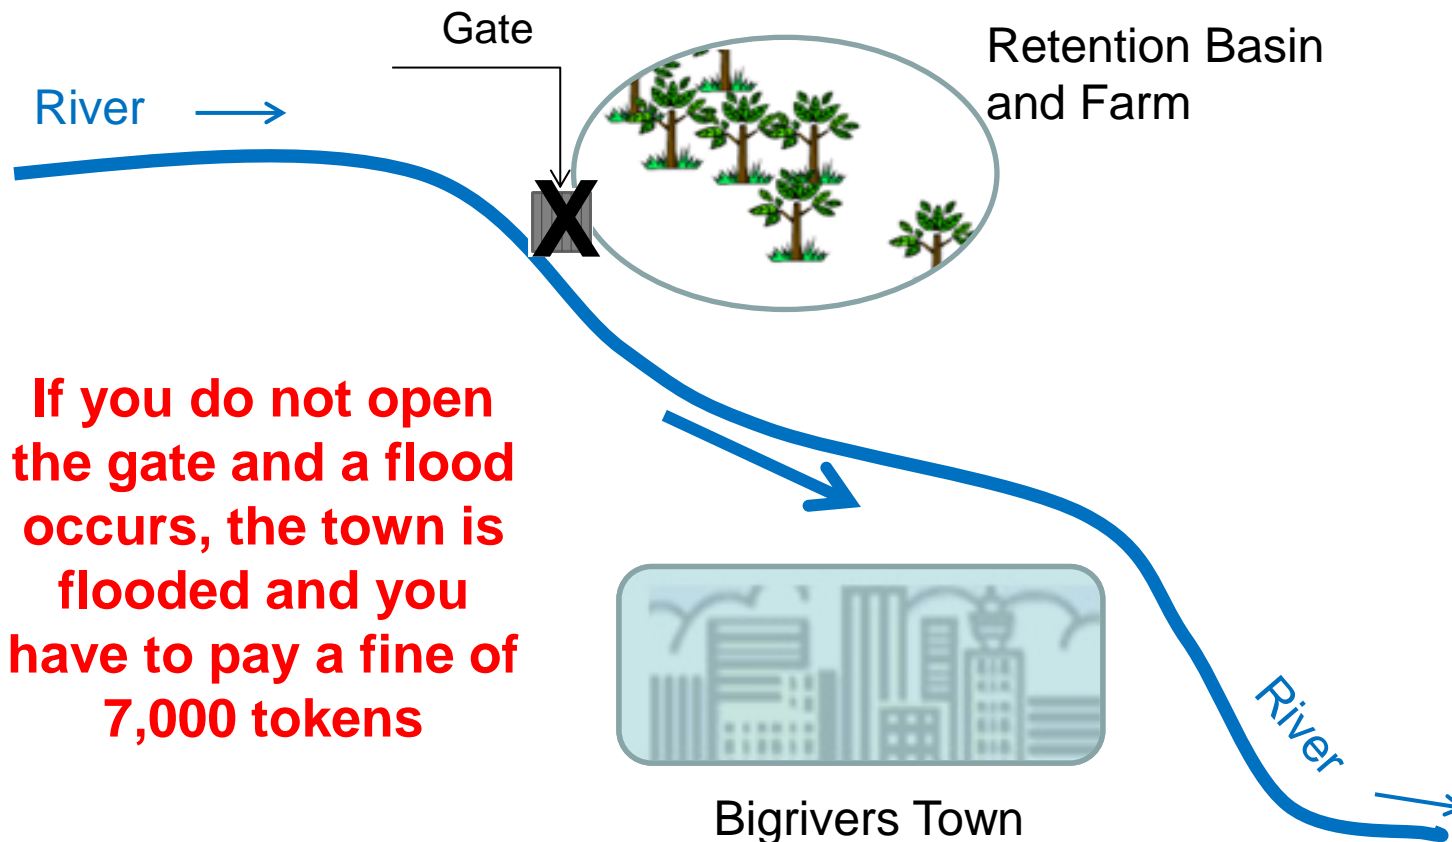 Gate
Retention Basin
and Farm
River
X
If you do not open
the gate and a flood
occurs, the town is
flooded and you
have to pay a fine of
7,000 tokens
River
Bigrivers Town